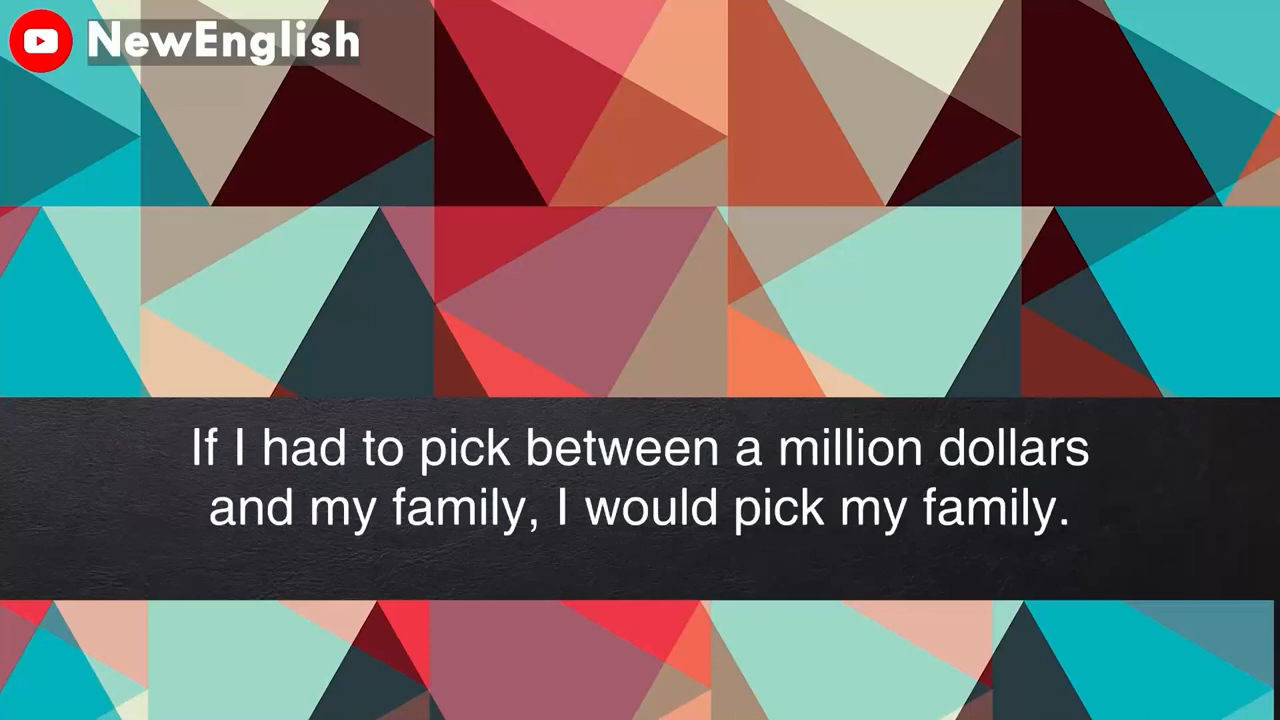 NewEnglish
If I had to pick between a million dollars
and my family, I would pick my family.